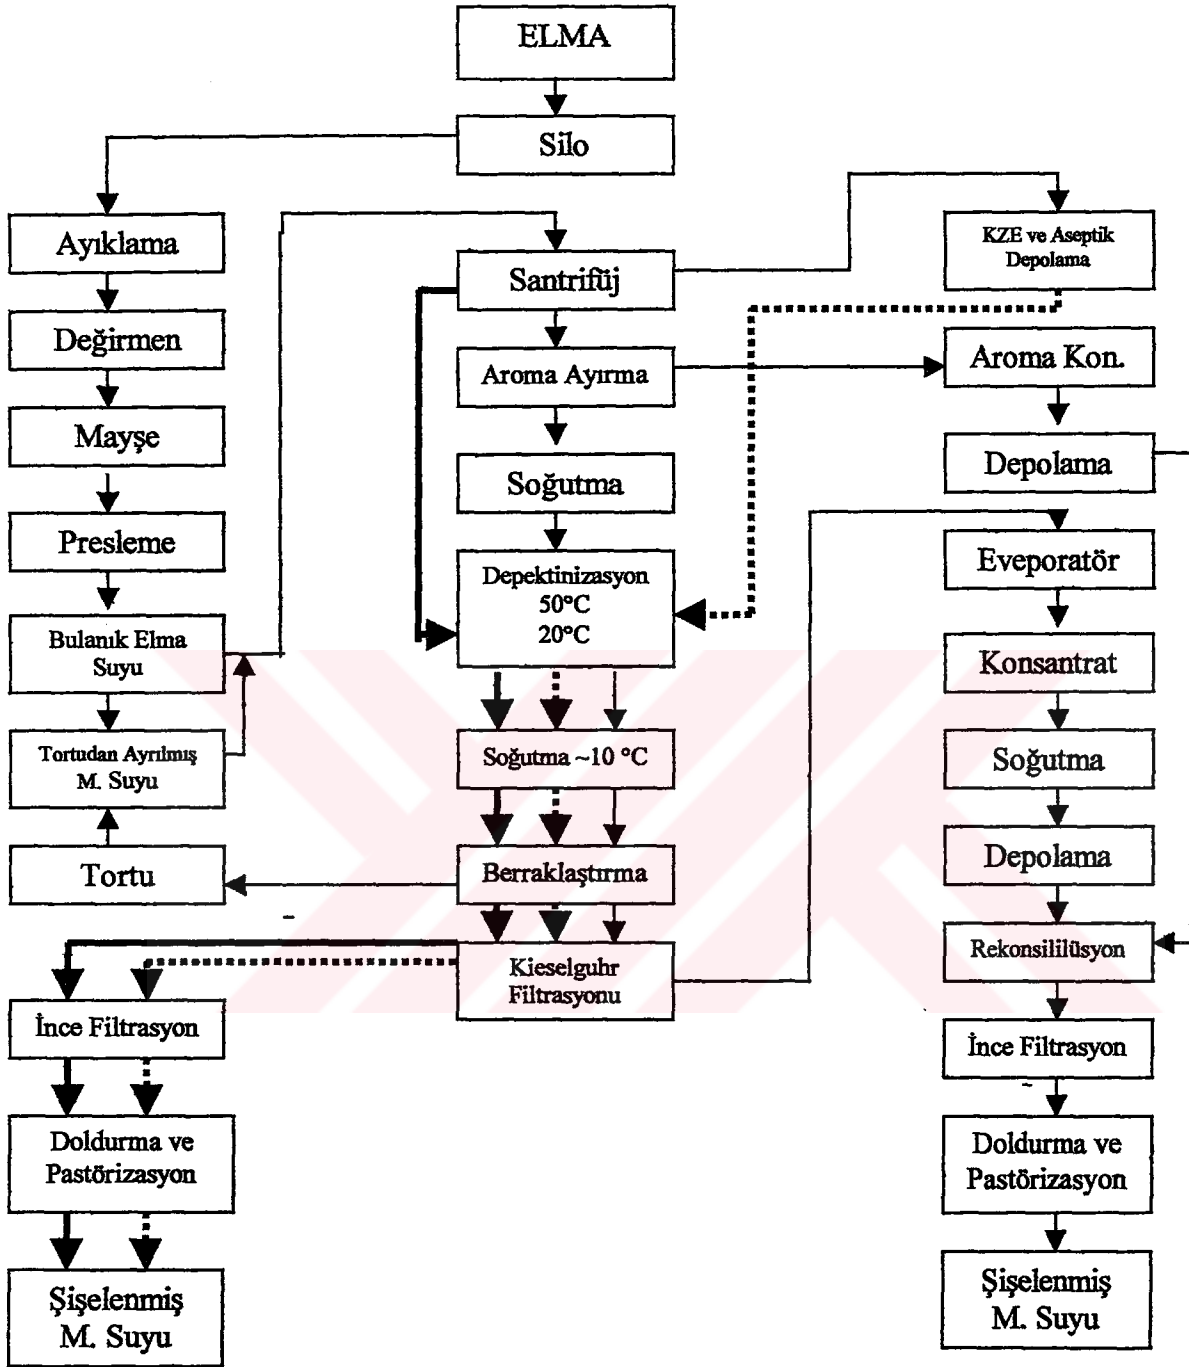 ELMA
Silo
Ayıklama
Değirmen
Mayşe
Presleme
Bulanık Elma
Suyu
Tortudan Ayrılmış
M. Suyu
Tortu
İnce Filtrasyon
Doldurma ve
Pastörizasyon
Şişelenmiş
M. Suyu
Santrifüj
Aroma Ayırma
Soğutma
Depektinizasyon
50°C
20°C
Soğutma ~10 °C
Berraklaştırma
Kieselguhr
Filtrasyonu
KZE ve Aseptik
Depolama
Aroma Kon.
Depolama
Eveporatör
Konsantrat
Soğutma
Depolama
Rekonsililüsyon
İnce Filtrasyon
Doldurma ve
Pastörizasyon
Şişelenmiş
M. Suyu